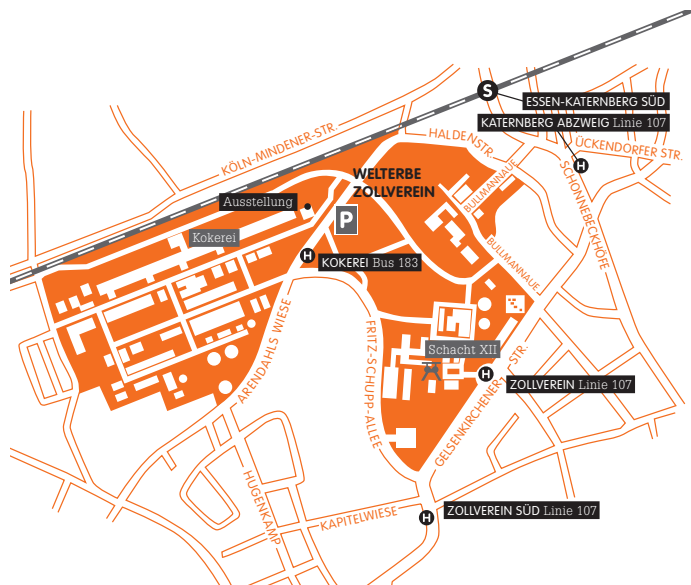 S
ESSEN-KATERNBERG SÜD
KATERNBERG ABZWEIG Linie 107
HALDENSTR.
ÜCKENDORFER STR.
H
KÖLN-MINDENER-STR.
WELTERBE
ZOLLVEREIN
BULLMANNAUE
SCHONNEBECKHÖFE
Ausstellung
P
Kokerei
BULLMANNAUE
H
KOKEREI Bus 183
ARENDAHLS WIESE
FRITZ-SCHUPP-ALLEE
Schacht XII
GELSENKIRCHENER STR.
H
ZOLLVEREIN Linie 107
HUGENKAMP
KAPITELWIESE
H
ZOLLVEREIN SÜD Linie 107